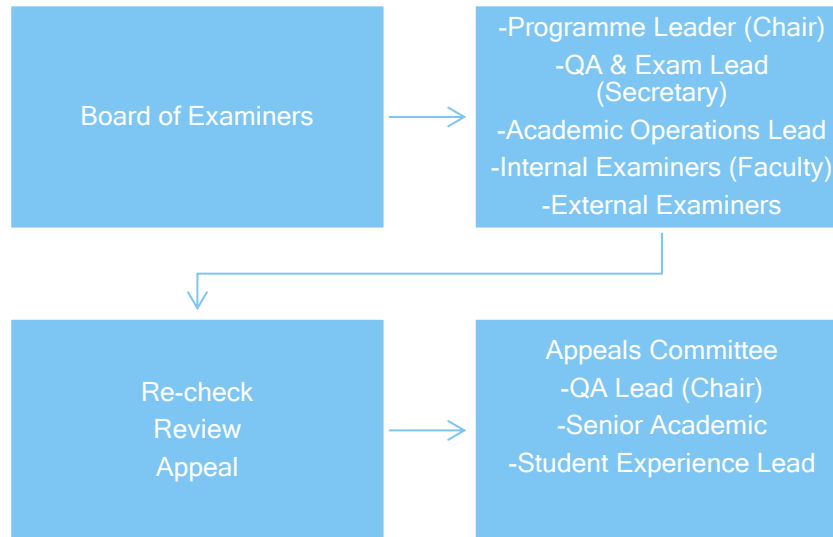 Board of Examiners
-Programme Leader (Chair)
-QA & Exam Lead
(Secretary)
-Academic Operations Lead
-Internal Examiners (Faculty)
-External Examiners
Re-check
Review
Appeal
Appeals Committee
-QA Lead (Chair)
-Senior Academic
-Student Experience Lead